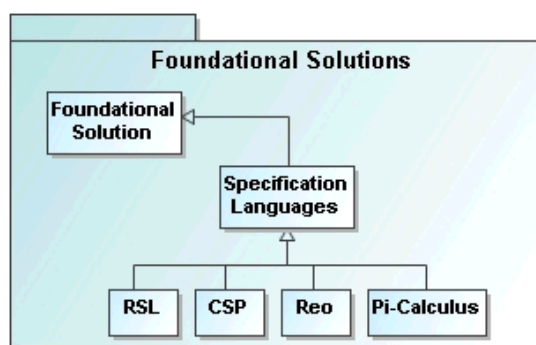 Foundational Solutions
Foundational
Solution
Specification
Languages
RSL
CSP
Reo
Pi-Calculus